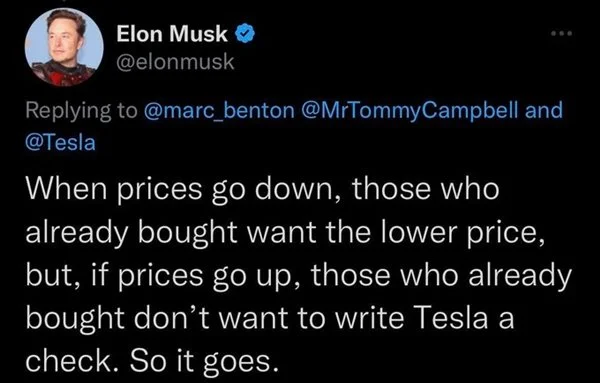 Elon Musk
@elonmusk
Replying to @marc_benton @MrTommyCampbell and
@Tesla
When prices go down, those who
already bought want the lower price,
but, if prices go up, those who already
bought don’t want to write Tesla a
check. So it goes.